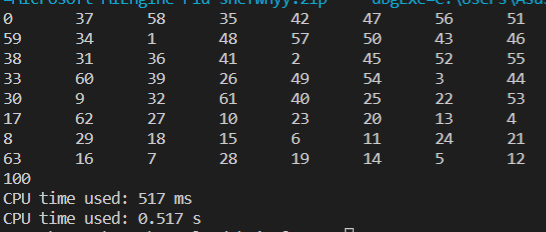 0 37 58 35 42 47 56 51
59 34 1 48 57 50 43 46
38 31 36 41 2 45 52 55
33 60 39 26 49 54 3 44
30 9 32 61 40 25 22 53
17 62 27 10 23 20 13 4
8 29 18 15 6 11 24 21
63 16 7 28 19 14 5 12
100
CPU time used: 517 ms
CPU time used: 0.517 s